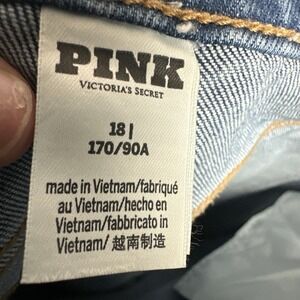 PINK
VICTORIA'S SECRET
18 |
170/90A
made in Vietnam/fabriqué
au Vietnam/hecho en
Vietnam/fabbricato in
Vietnam/ 越南制造